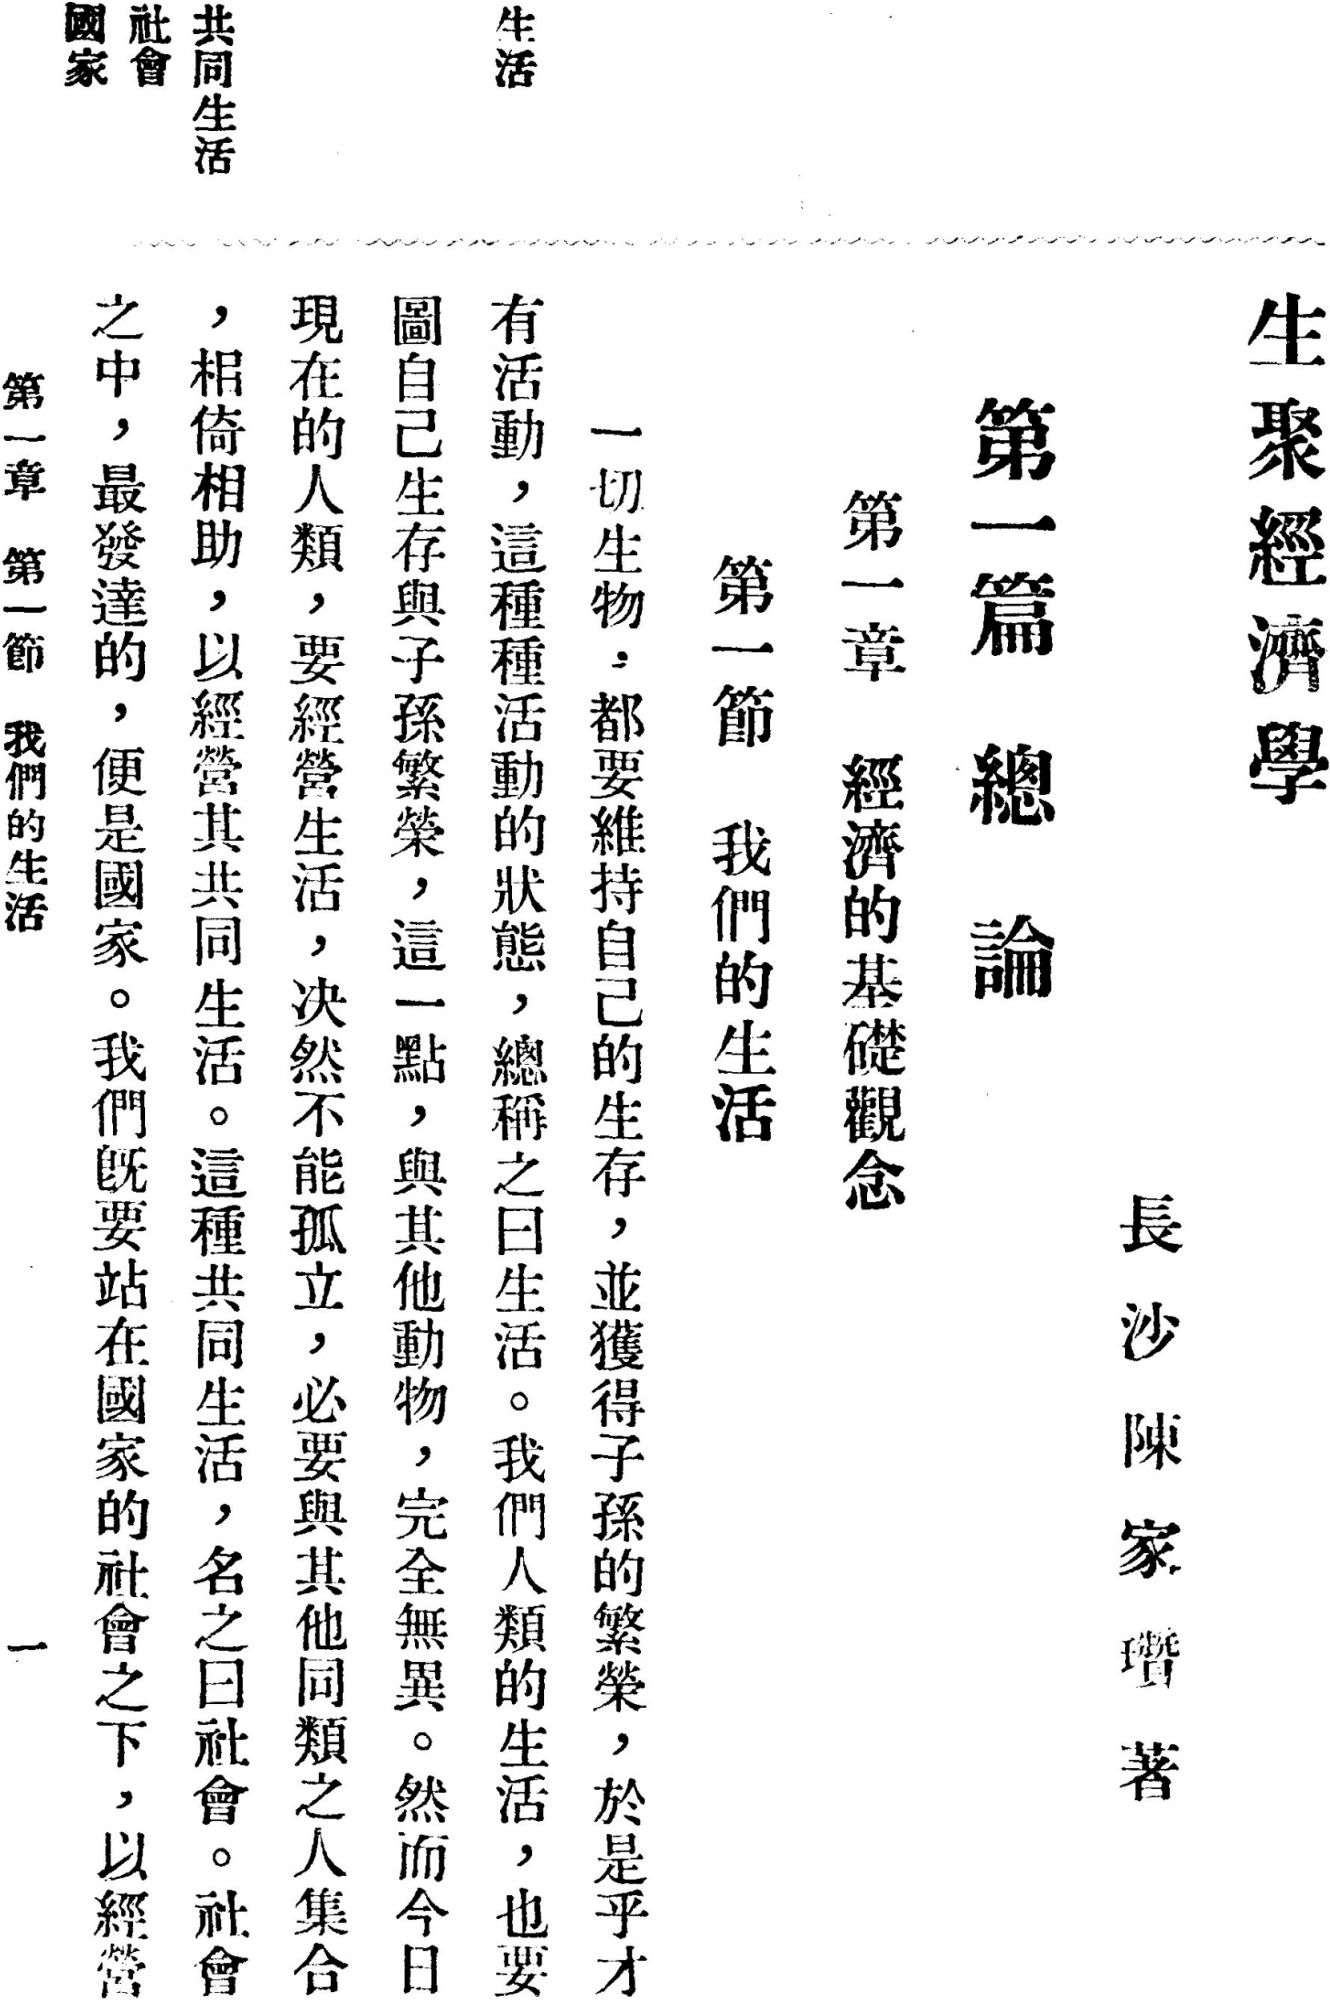 生聚經濟學
長沙陳家瓚著
第一篇 總論
第一章 經濟的基礎觀念
第一節 我們的生活
一切生物，都要維持自己的生存，並獲得子孫的繁榮，於是乎才
有活動，這種種活動的狀態，總稱之曰生活。我們人類的生活，也要
圖自己生存與子孫繁榮，這一點，與其他動物，完全無異。然而今日
現在的人類，要經營生活，决然不能孤立，必要與其他同類之人集合
，相倚相助，以經營其共同生活。這種共同生活，名之曰社會。社會
之中，最發達的，便是國家。我們旣要站在國家的社會之下，以經營
生活
共同生活
社會
國家
第一章 第一節 我們的生活
一